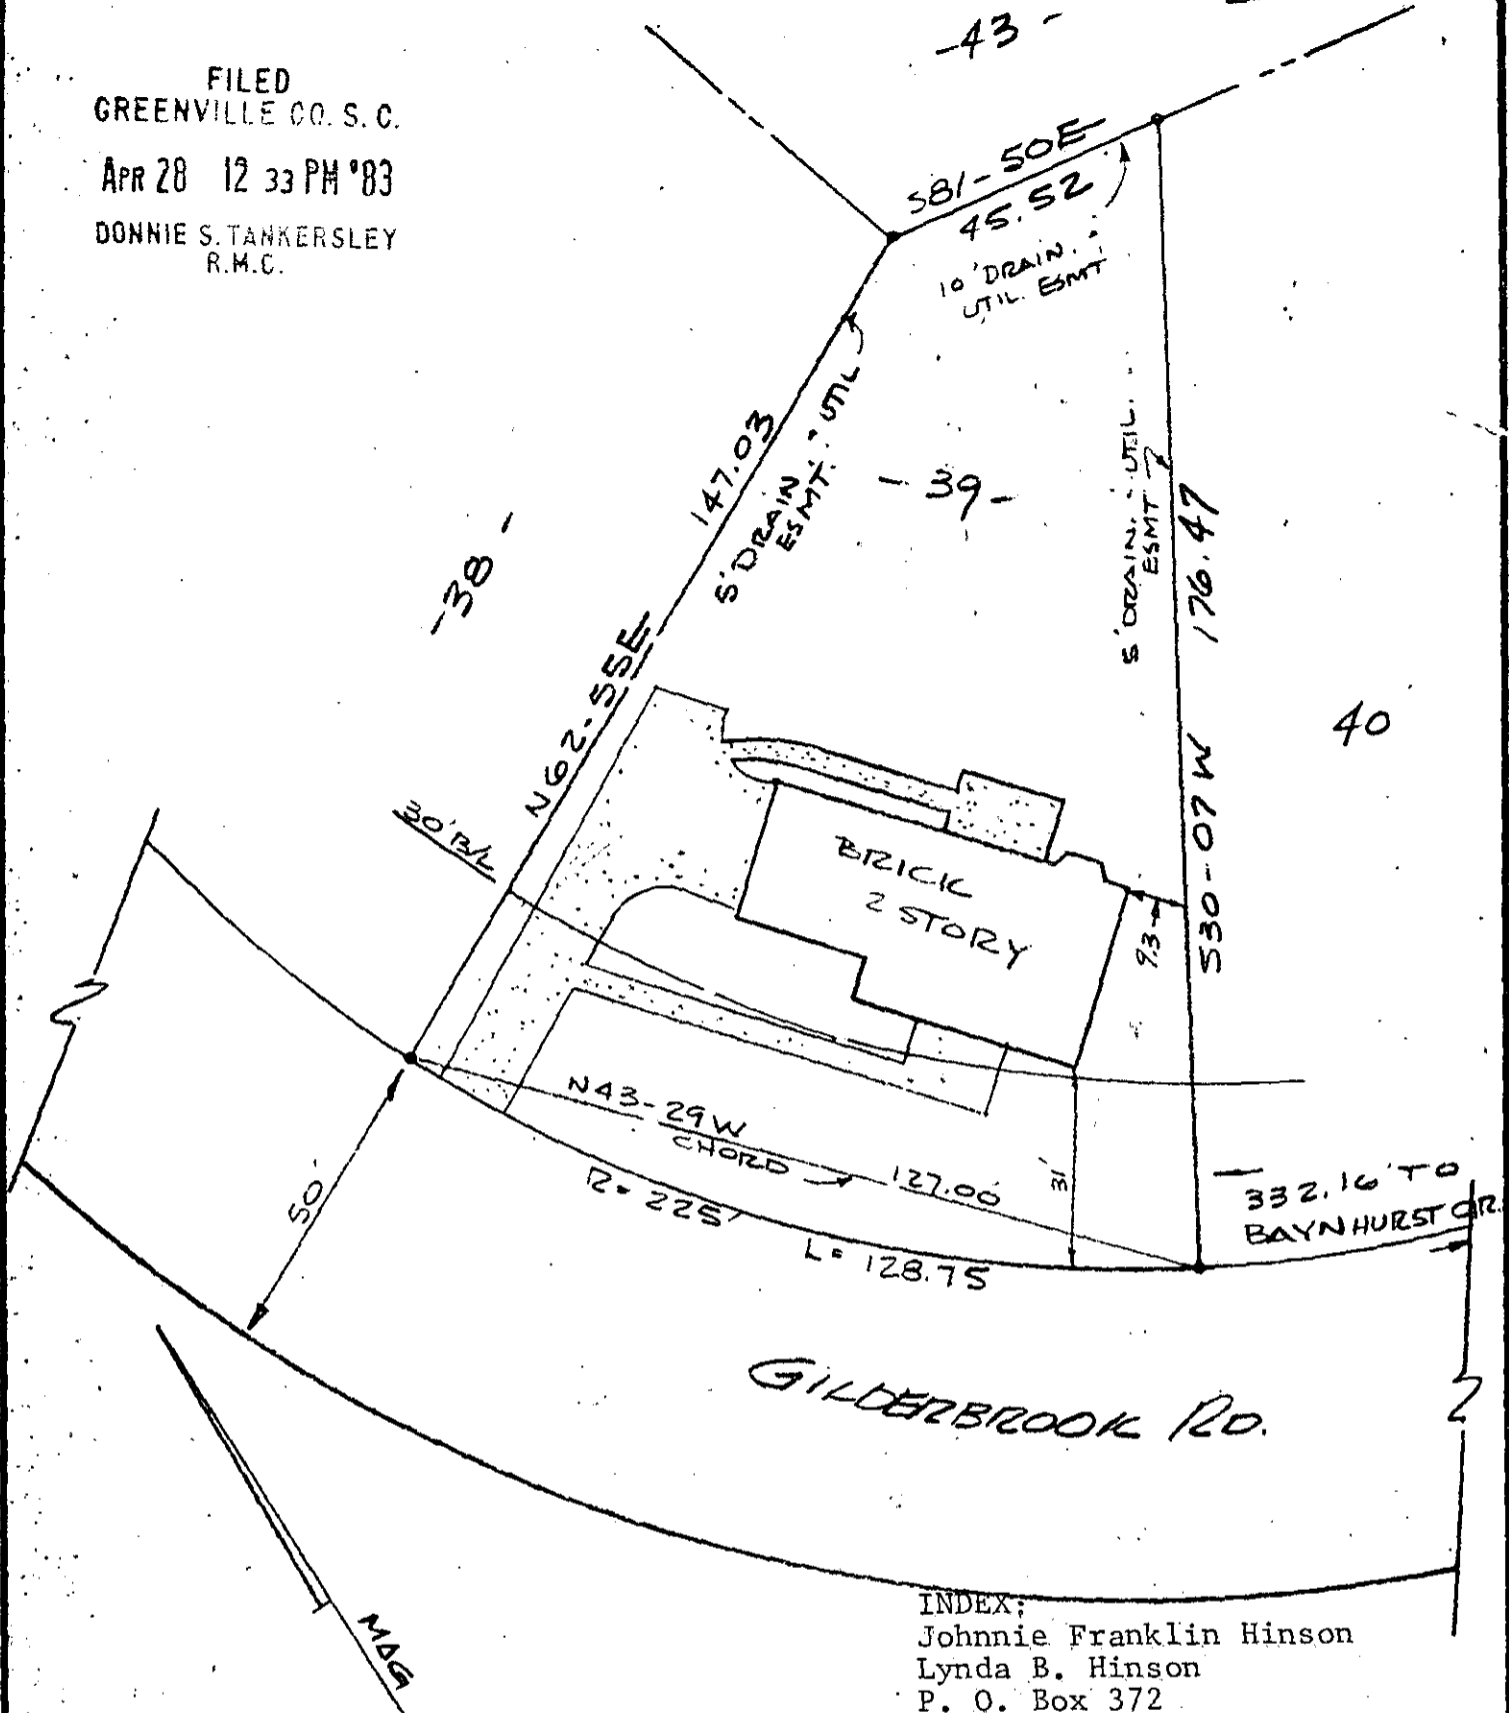 FILED
GREENVILLE CO. S. C.
APR 28 12 33 PM '83
DONNIE S. TANKERSLEY
R.M.C.
-43-
S81-50E
45.52
10' DRAIN. :
UTIL. ESMT
147.03
5' DRAIN : UTIL
ESMT.
-39-
5' DRAIN. : UTIL.
ESMT
176.47
-38-
N62-55E
40
30' B/L
BRICK
2 STORY
9.3
S30-07W
N43-29W
CHORD
127.00
31'
R= 225'
L= 128.75
50'
332.16' TO
BAYNHURST CIR.
GILDERBROOK RD.
MAG
INDEX:
Johnnie Franklin Hinson
Lynda B. Hinson
P. O. Box 372